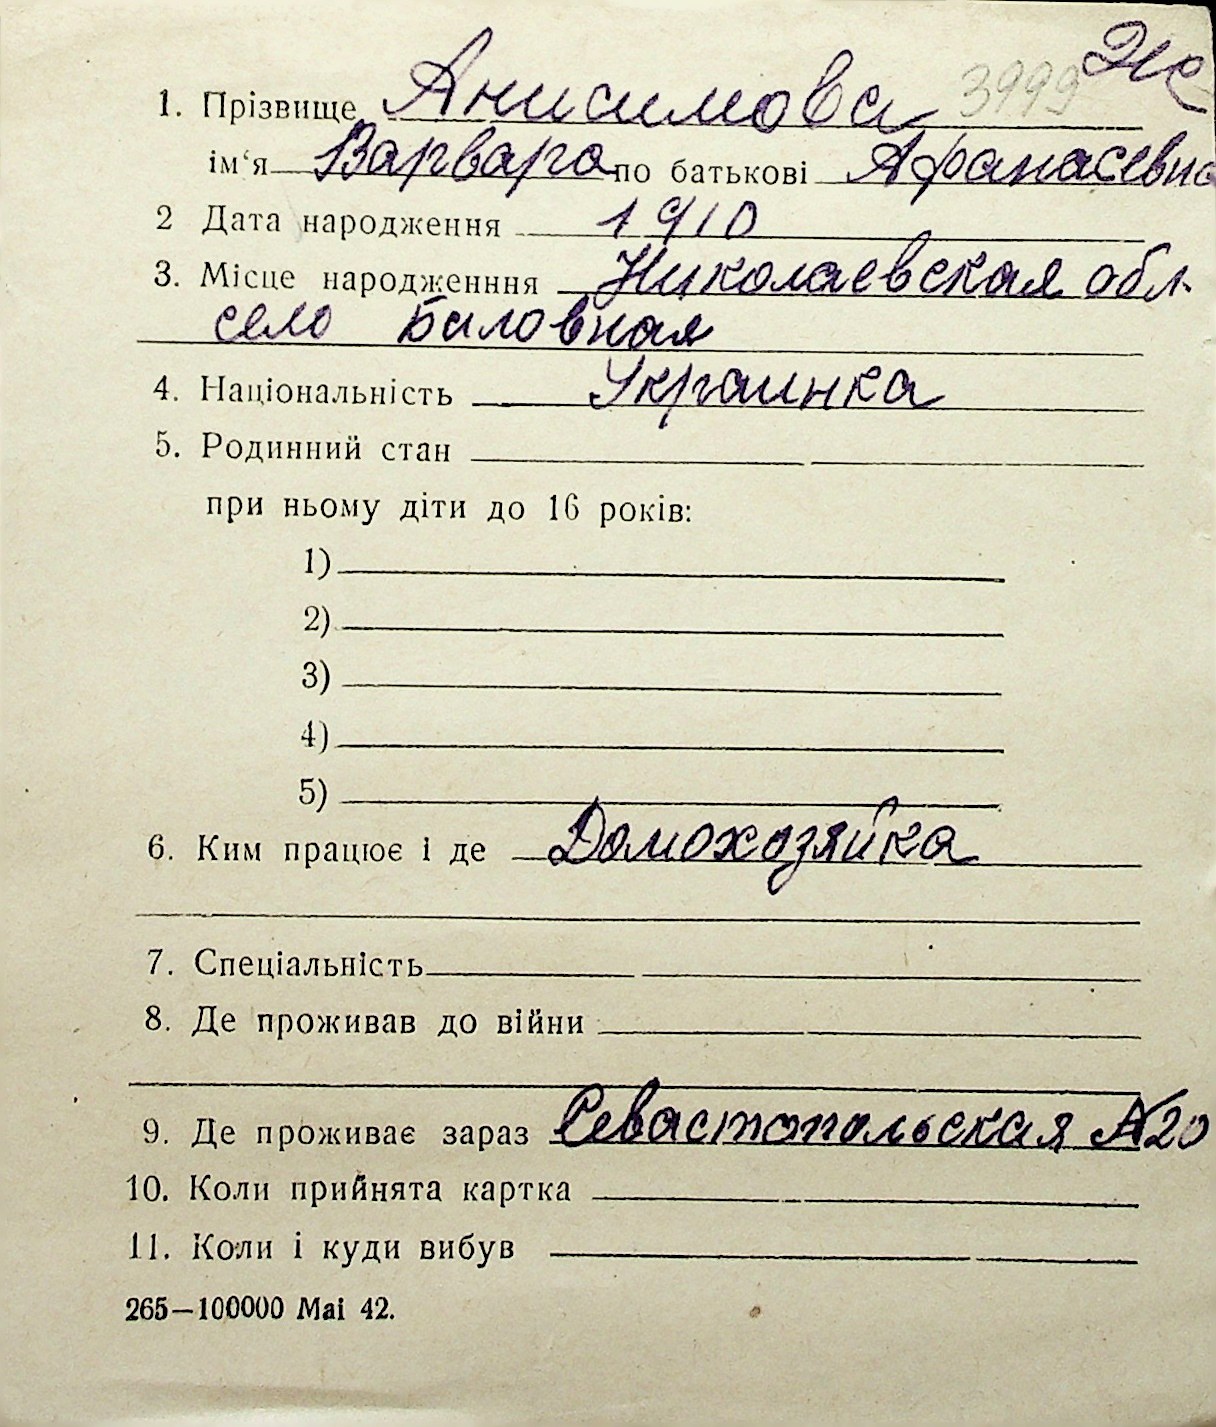 3999
1. Прізвище Анисимова
ім‘я Варвара по батькові Афанасевна
2 Дата народження 1910
3. Місце народженння Николаевская обл.
село Баловная
4. Національність Украинка
5. Родинний стан
при ньому діти до 16 років:
1)
2)
3)
4)
5)
6. Ким працює і де Домохозяйка
7. Спеціальність
8. Де проживав до війни
9. Де проживає зараз Севастопольская №20
10. Коли прийнята картка
11. Коли і куди вибув
265—100000 Mai 42.